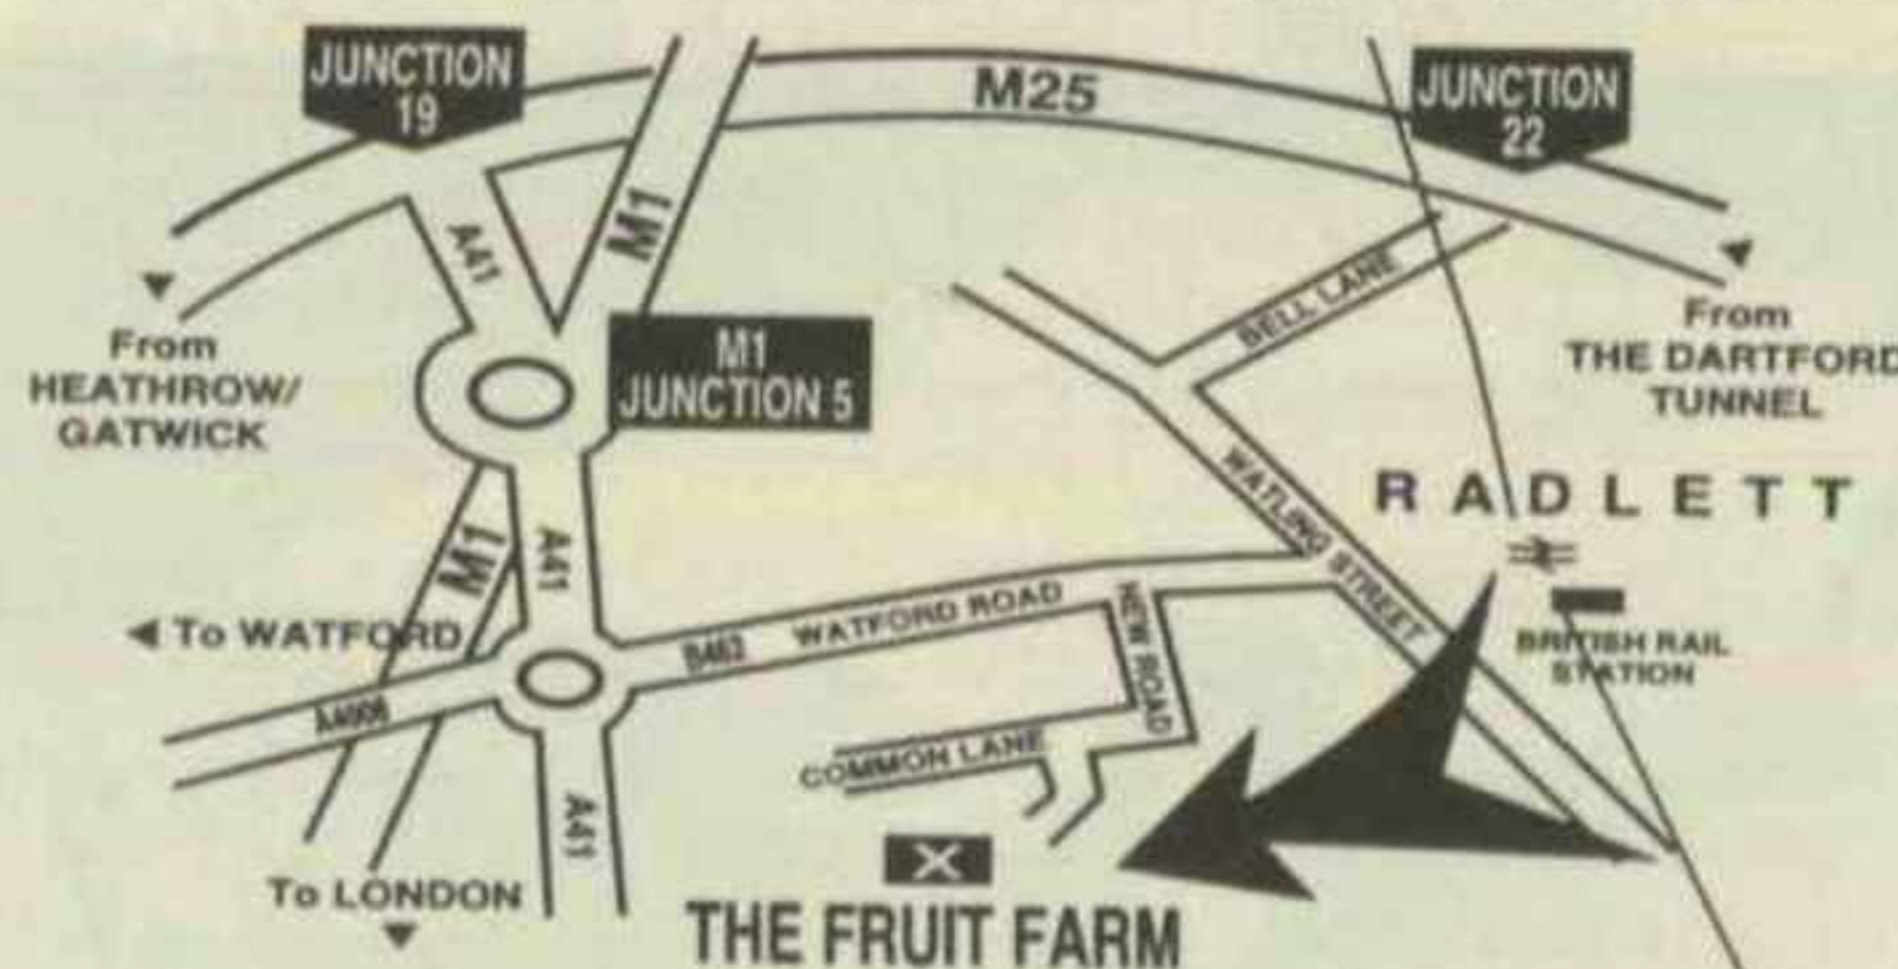 JUNCTION
19
M25
JUNCTION
22
A41
M1
BELL LANE
From
HEATHROW/
GATWICK
M1
JUNCTION 5
From
THE DARTFORD
TUNNEL
WATLING STREET
RADLETT
M1
A41
To WATFORD
B462 WATFORD ROAD
NEW ROAD
BRITISH RAIL
STATION
A4008
COMMON LANE
A41
To LONDON
X
THE FRUIT FARM